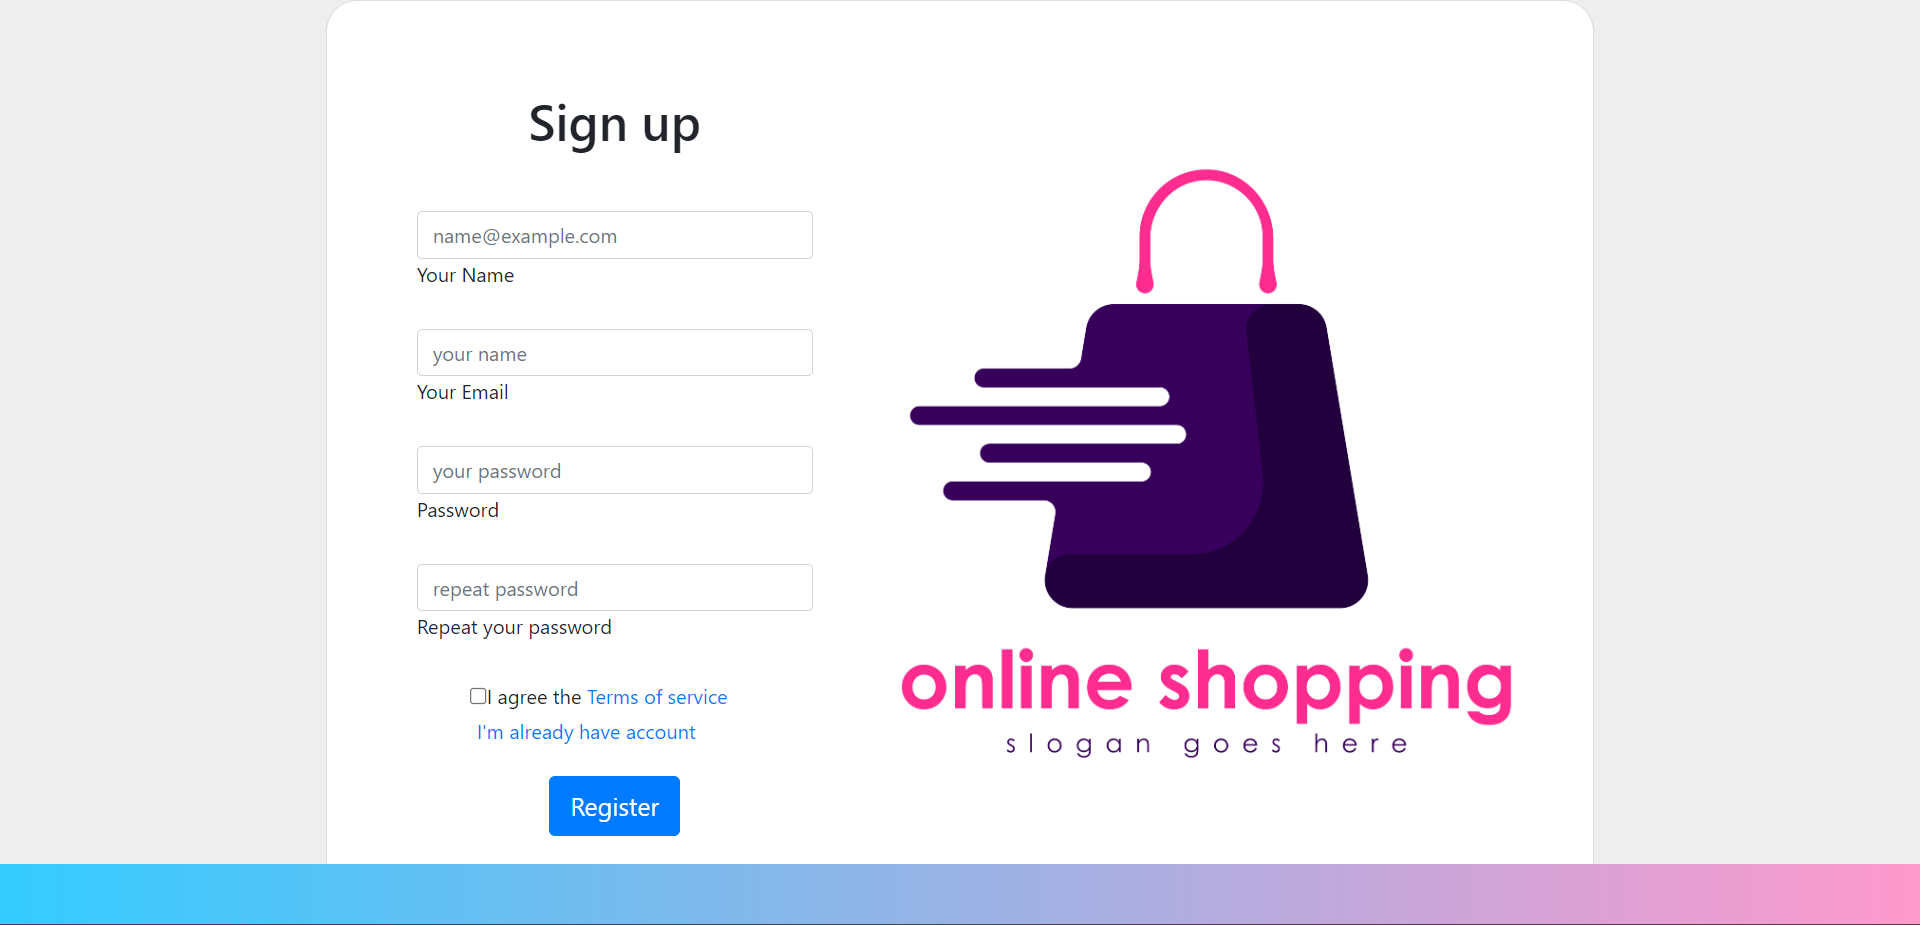 Sign up
name@example.com
Your Name
your name
Your Email
your password
Password
repeat password
Repeat your password
I agree the Terms of service
I'm already have account
Register
online shopping
slogan goes here